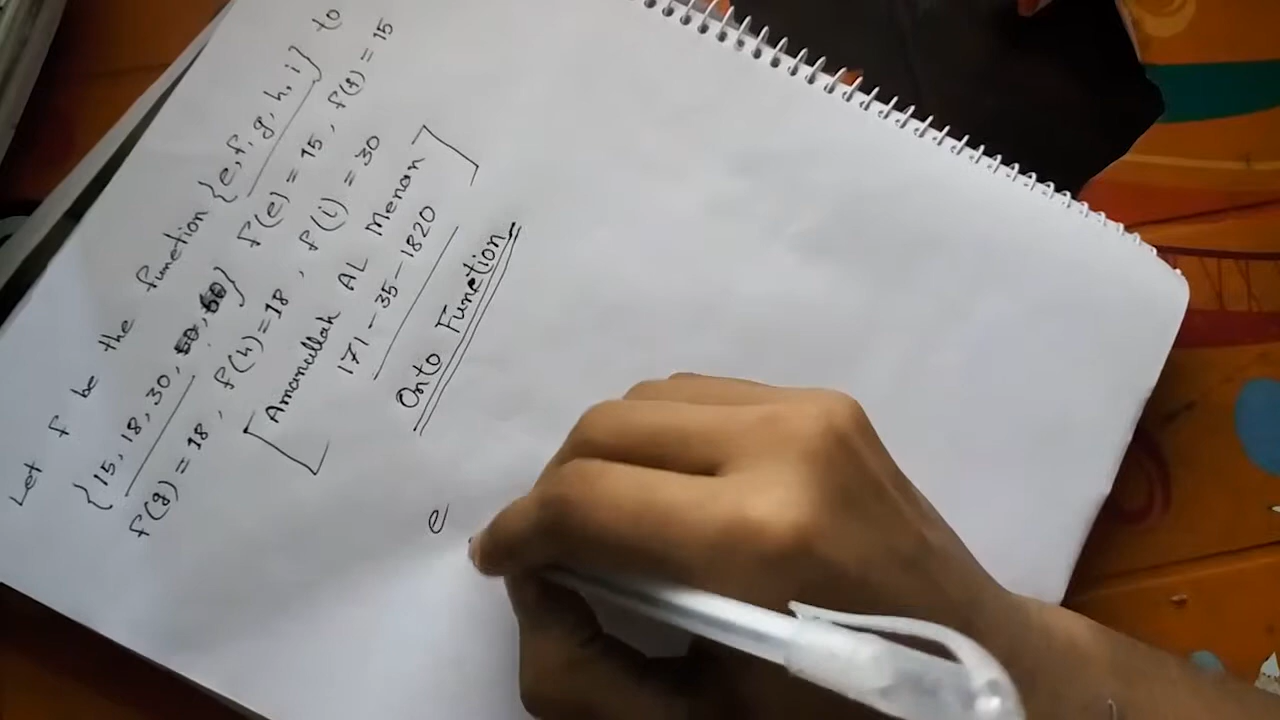 Let f be the function {e, f, g, h, i} to
{15, 18, 30, 50, 60} f(e) = 15, f(f) = 15
f(g) = 18, f(h) = 18, f(i) = 30
[Amanullah AL Menon]
171-35-1820
Onto Function
e